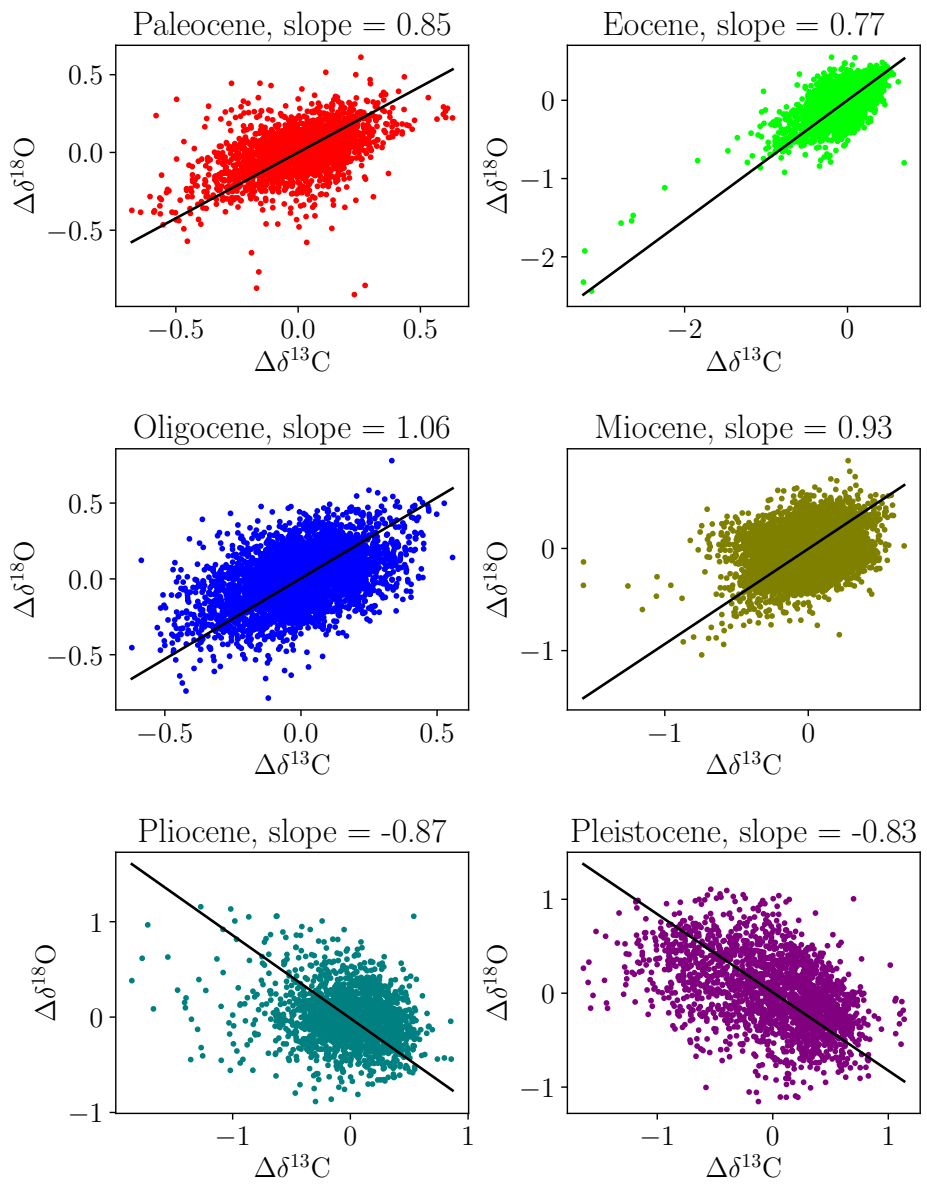 Paleocene, slope = 0.85
0.5
0.0
−0.5
Δδ¹⁸O
−0.5 0.0 0.5
Δδ¹³C
Eocene, slope = 0.77
0
−1
−2
Δδ¹⁸O
−2 0
Δδ¹³C
Oligocene, slope = 1.06
0.5
0.0
−0.5
Δδ¹⁸O
−0.5 0.0 0.5
Δδ¹³C
Miocene, slope = 0.93
0
−1
Δδ¹⁸O
−1 0
Δδ¹³C
Pliocene, slope = -0.87
1
0
−1
Δδ¹⁸O
−1 0 1
Δδ¹³C
Pleistocene, slope = -0.83
1
0
−1
Δδ¹⁸O
−1 0 1
Δδ¹³C